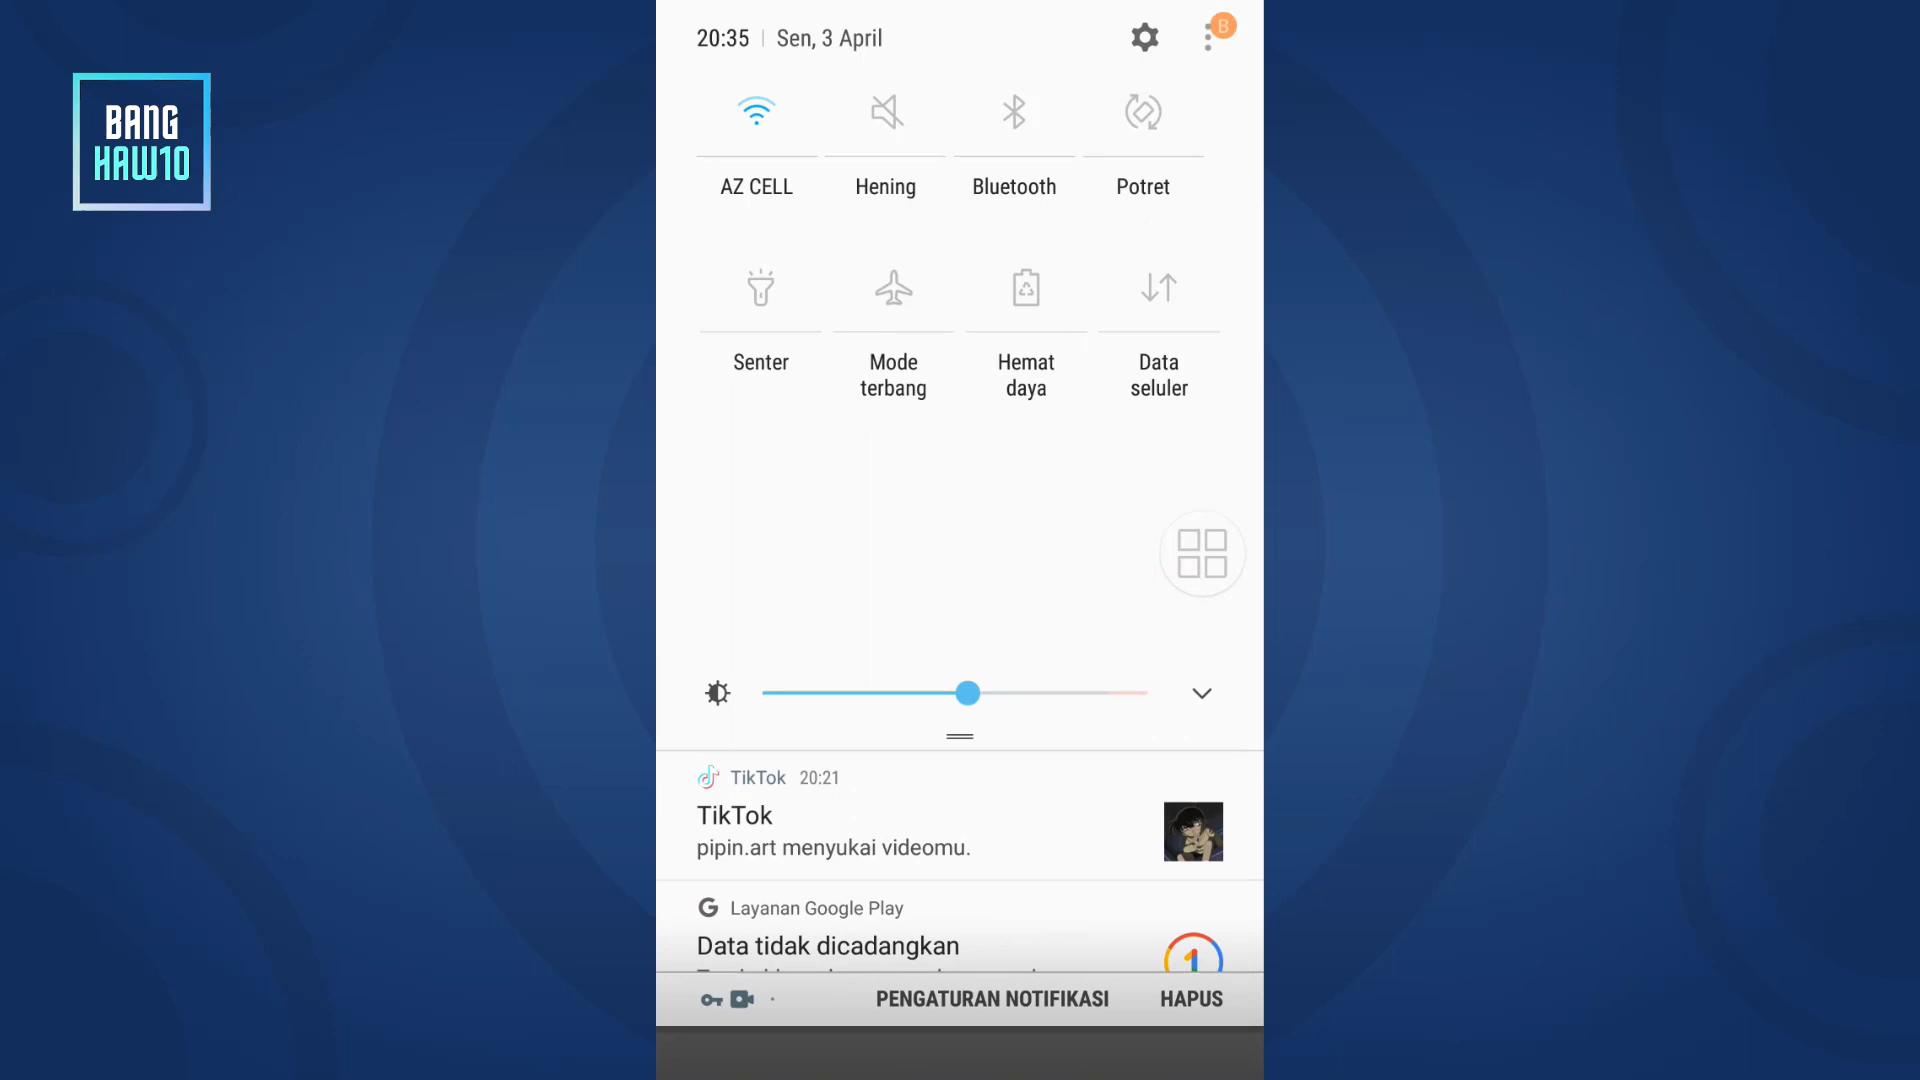 BANG
HAW10
20:35 | Sen, 3 April
B
AZ CELL
Hening
Bluetooth
Potret
Senter
Mode
terbang
Hemat
daya
Data
seluler
TikTok 20:21
TikTok
pipin.art menyukai videomu.
G Layanan Google Play
Data tidak dicadangkan
1
PENGATURAN NOTIFIKASI
HAPUS